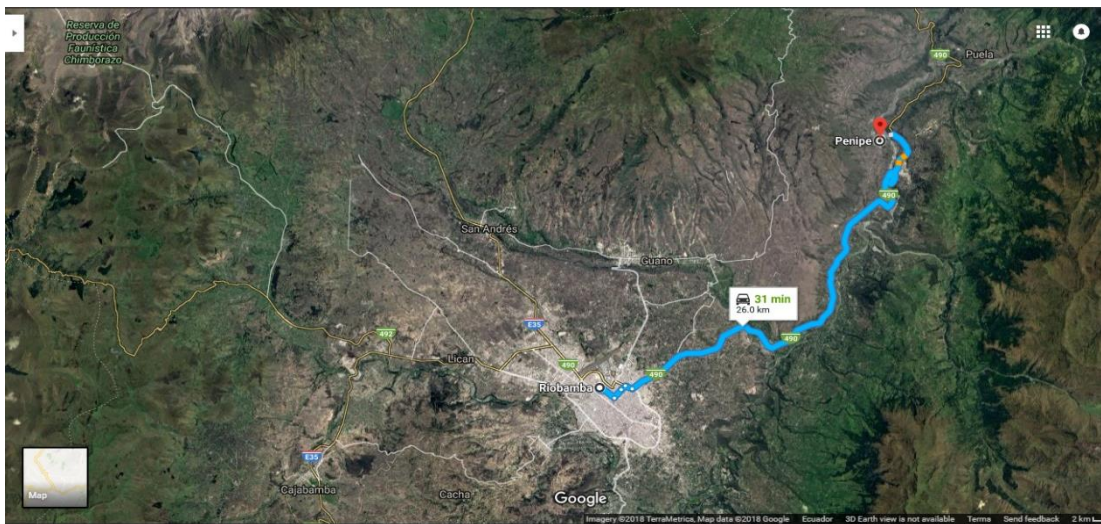 Reserva de
Producción
Faunística
Chimborazo
490
Puela
Penipe
490
San Andrés
Guano
31 min
26.0 km
E35
492
490
Lican
490
490
Riobamba
E35
Cajabamba
Cacha
Map
Google
Imagery ©2018 TerraMetrics, Map data ©2018 Google Ecuador 3D Earth view is not available Terms Send feedback 2 km